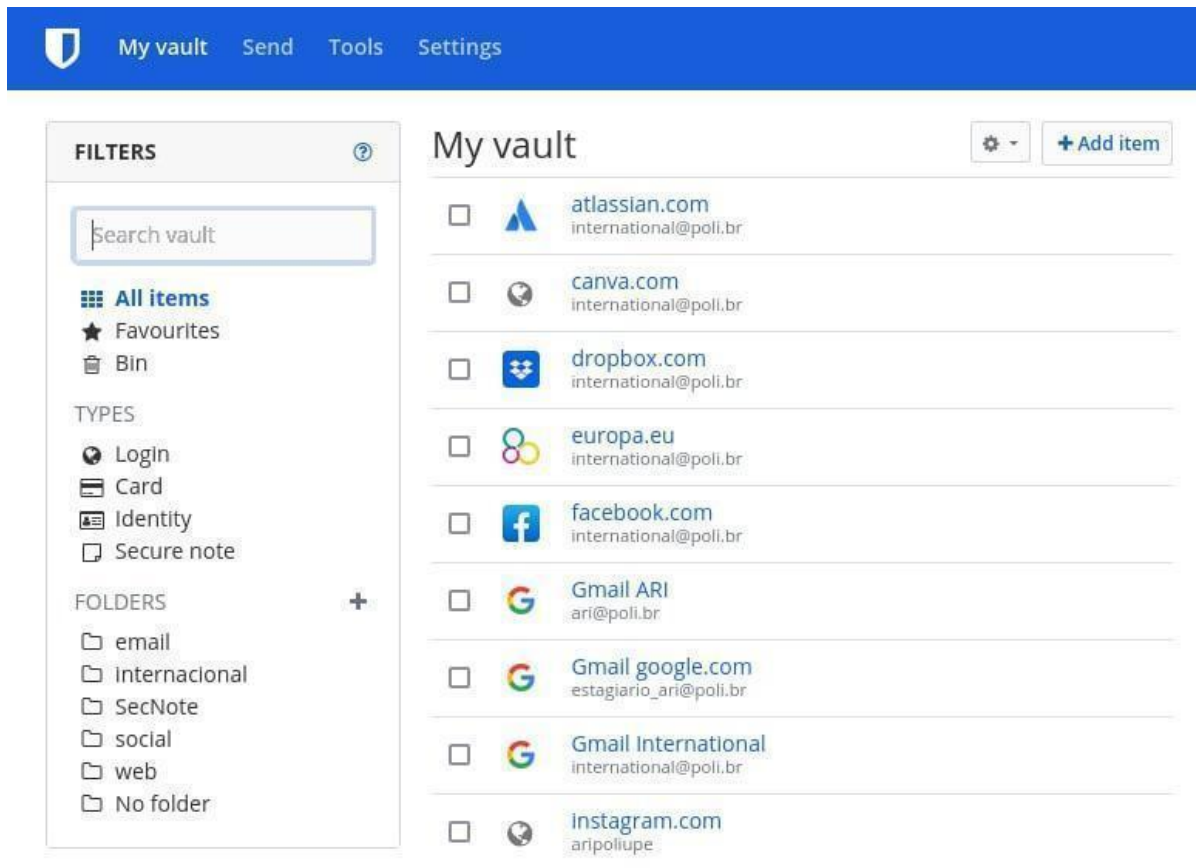 My vault Send Tools Settings
FILTERS
Search vault
All items
Favourites
Bin
TYPES
Login
Card
Identity
Secure note
FOLDERS
email
internacional
SecNote
social
web
No folder
My vault
+ Add item
atlassian.com
international@poli.br
canva.com
international@poli.br
dropbox.com
international@poli.br
europa.eu
international@poli.br
facebook.com
international@poli.br
Gmail ARI
ari@poli.br
Gmail google.com
estagiario_ari@poli.br
Gmail International
international@poli.br
instagram.com
aripoliupe